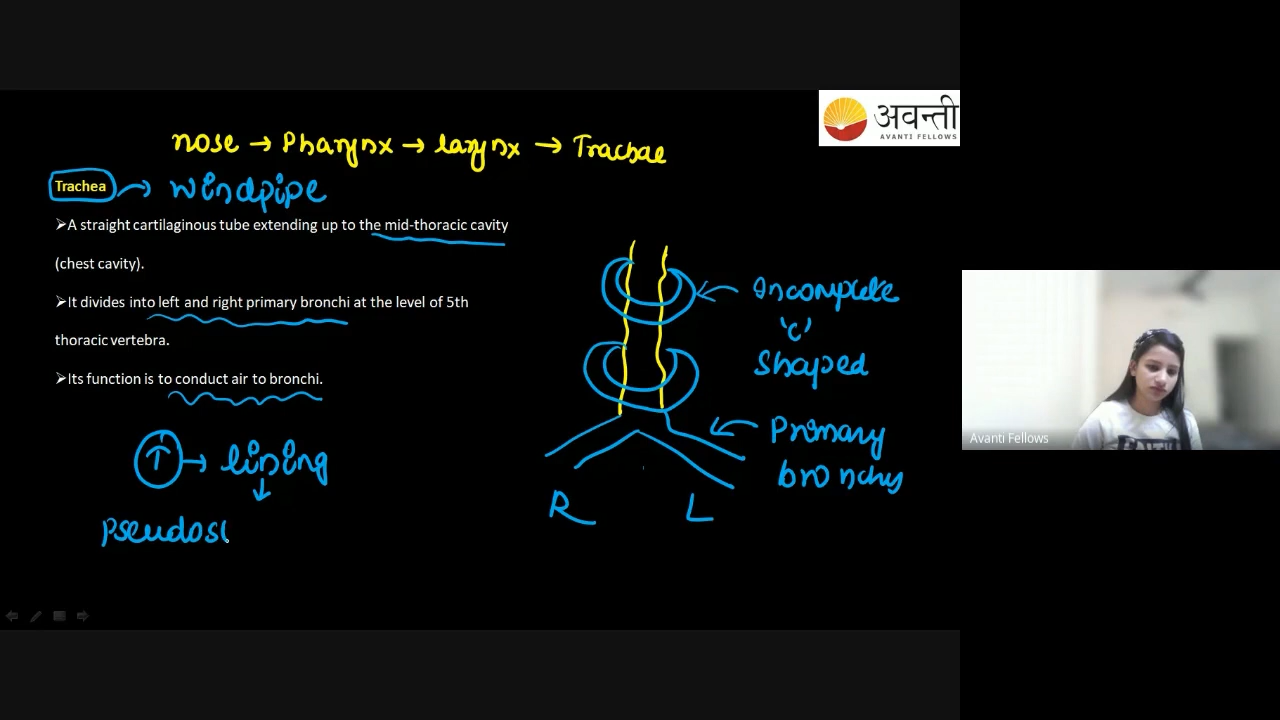 अवन्ती
AVANTI FELLOWS
nose → Pharynx → larynx → Trachae
Trachea → windpipe
➢A straight cartilaginous tube extending up to the mid-thoracic cavity
(chest cavity).
➢It divides into left and right primary bronchi at the level of 5th
thoracic vertebra.
➢Its function is to conduct air to bronchi.
Incomplete
'C'
Shaped
Primary
bronchus
R L
T → lining
↓
Pseudost
Avanti Fellows